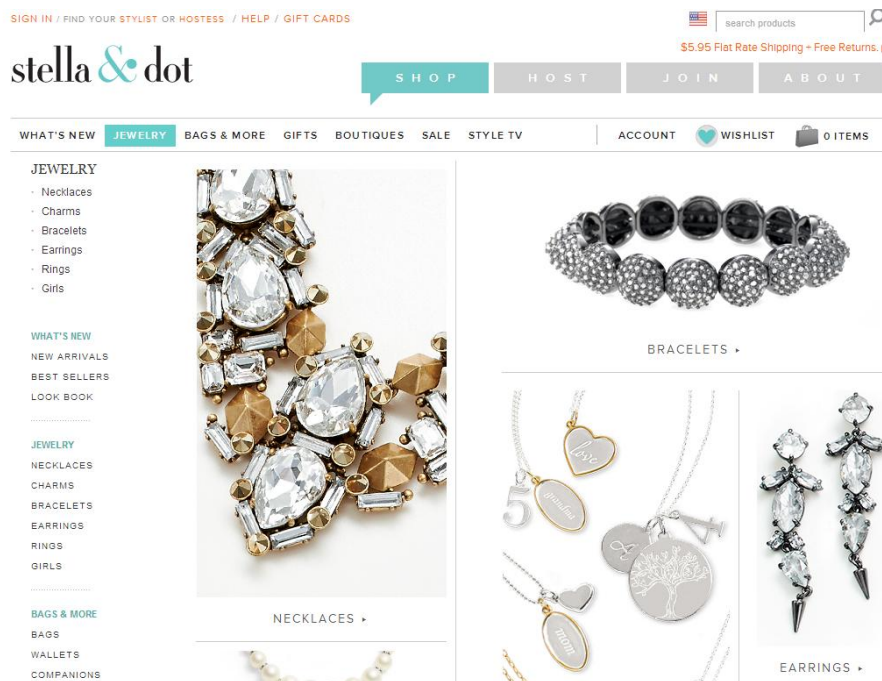 SIGN IN / FIND YOUR STYLIST OR HOSTESS / HELP / GIFT CARDS
search products
$5.95 Flat Rate Shipping + Free Returns.
stella & dot
SHOP HOST JOIN ABOUT
WHAT'S NEW JEWELRY BAGS & MORE GIFTS BOUTIQUES SALE STYLE TV ACCOUNT WISHLIST 0 ITEMS
JEWELRY
Necklaces
Charms
Bracelets
Earrings
Rings
Girls
WHAT'S NEW
NEW ARRIVALS
BEST SELLERS
LOOK BOOK
JEWELRY
NECKLACES
CHARMS
BRACELETS
EARRINGS
RINGS
GIRLS
BAGS & MORE
BAGS
WALLETS
COMPANIONS
NECKLACES
BRACELETS
love
grandma
5
A
4
mom
EARRINGS